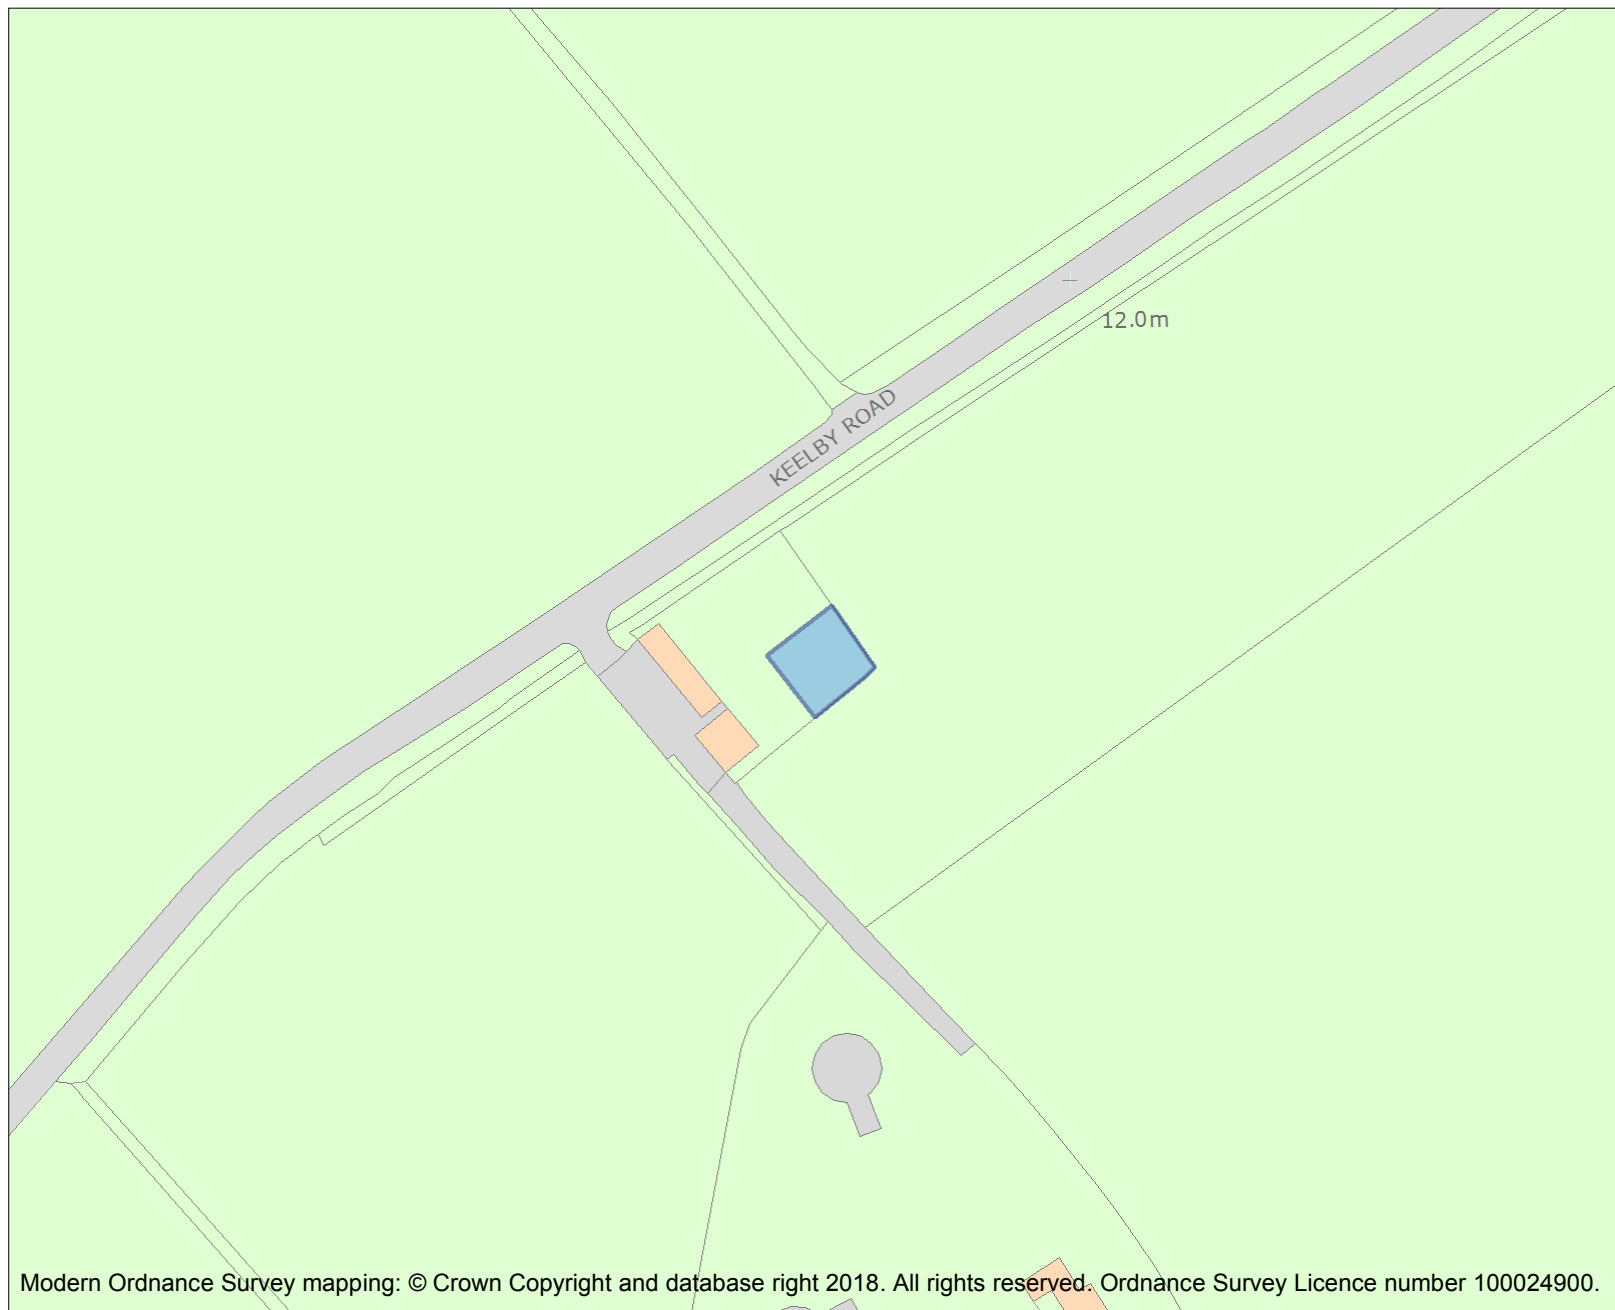 12.0m
KEELBY ROAD
Modern Ordnance Survey mapping: © Crown Copyright and database right 2018. All rights reserved. Ordnance Survey Licence number 100024900.